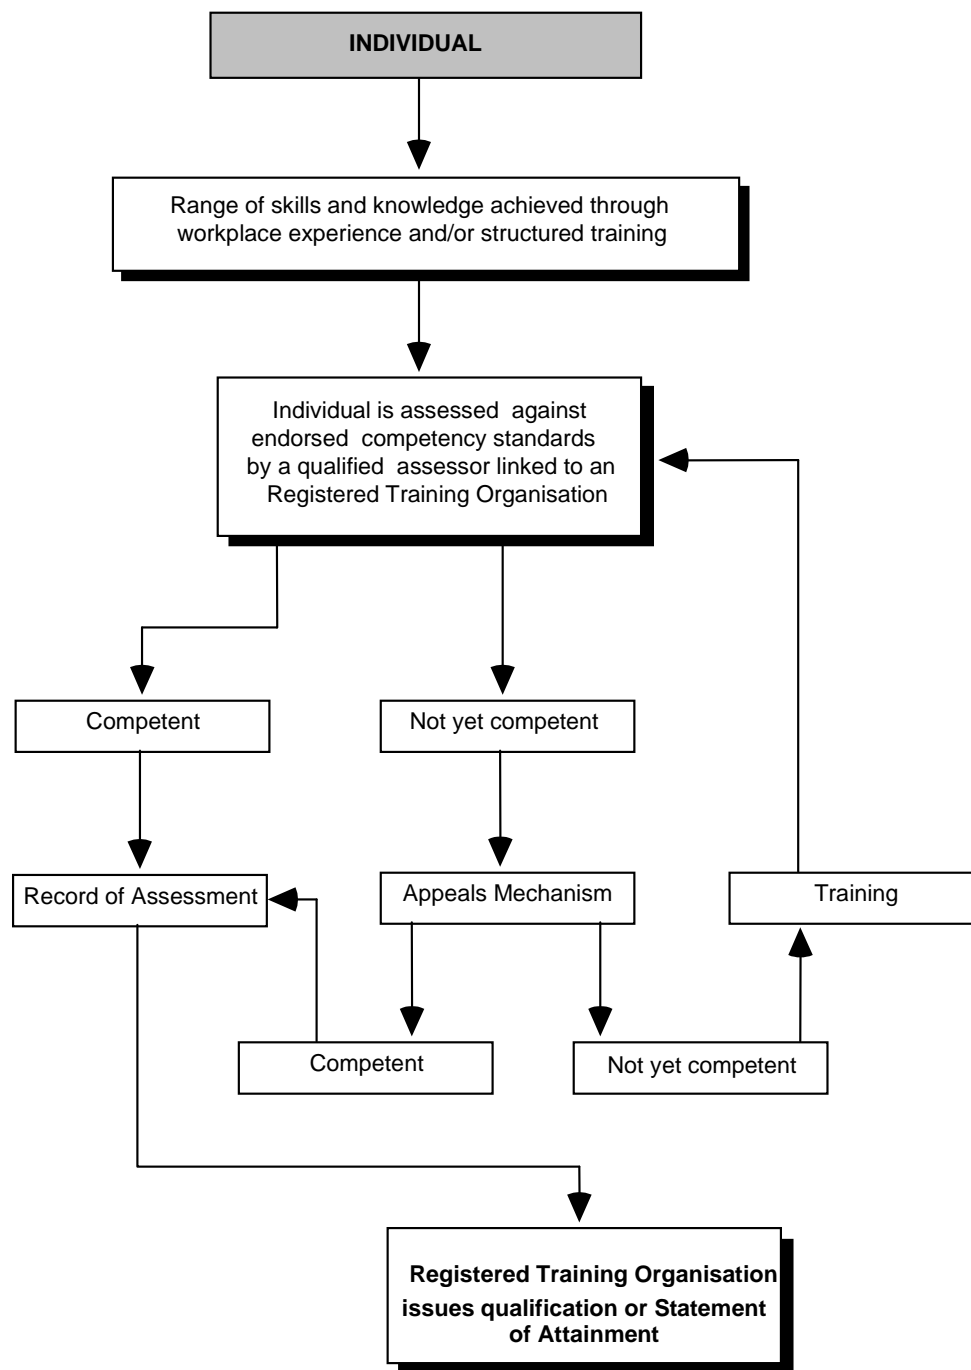 INDIVIDUAL
Range of skills and knowledge achieved through
workplace experience and/or structured training
Individual is assessed against
endorsed competency standards
by a qualified assessor linked to an
Registered Training Organisation
Competent
Not yet competent
Record of Assessment
Appeals Mechanism
Training
Competent
Not yet competent
Registered Training Organisation
issues qualification or Statement
of Attainment